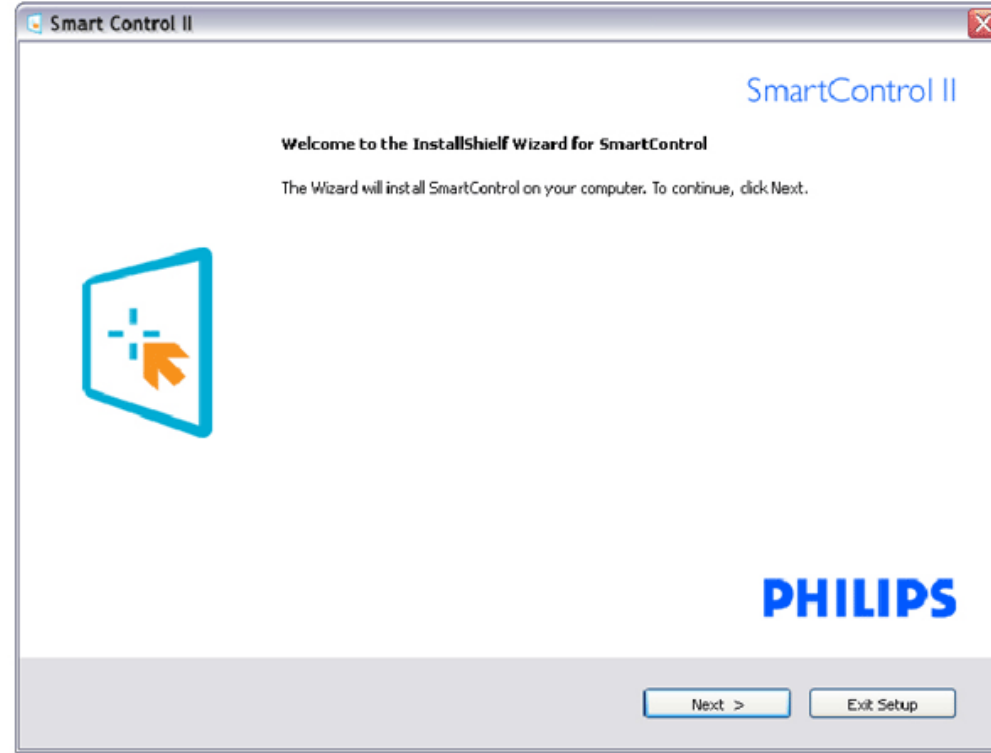 Smart Control II
SmartControl II
Welcome to the InstallShielf Wizard for SmartControl
The Wizard will install SmartControl on your computer. To continue, click Next.
PHILIPS
Next >
Exit Setup